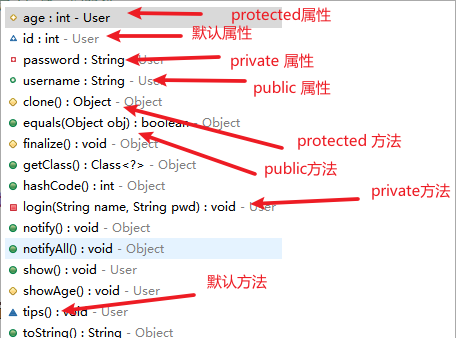 age : int - User
protected属性
id : int - User
默认属性
password : String - User
private 属性
username : String - User
public 属性
clone() : Object - Object
equals(Object obj) : boolean - Object
protected 方法
finalize() : void - Object
public方法
getClass() : Class<?> - Object
hashCode() : int - Object
private方法
login(String name, String pwd) : void - User
notify() : void - Object
notifyAll() : void - Object
show() : void - User
showAge() : void - User
默认方法
tips() : void - User
toString() : String - Object